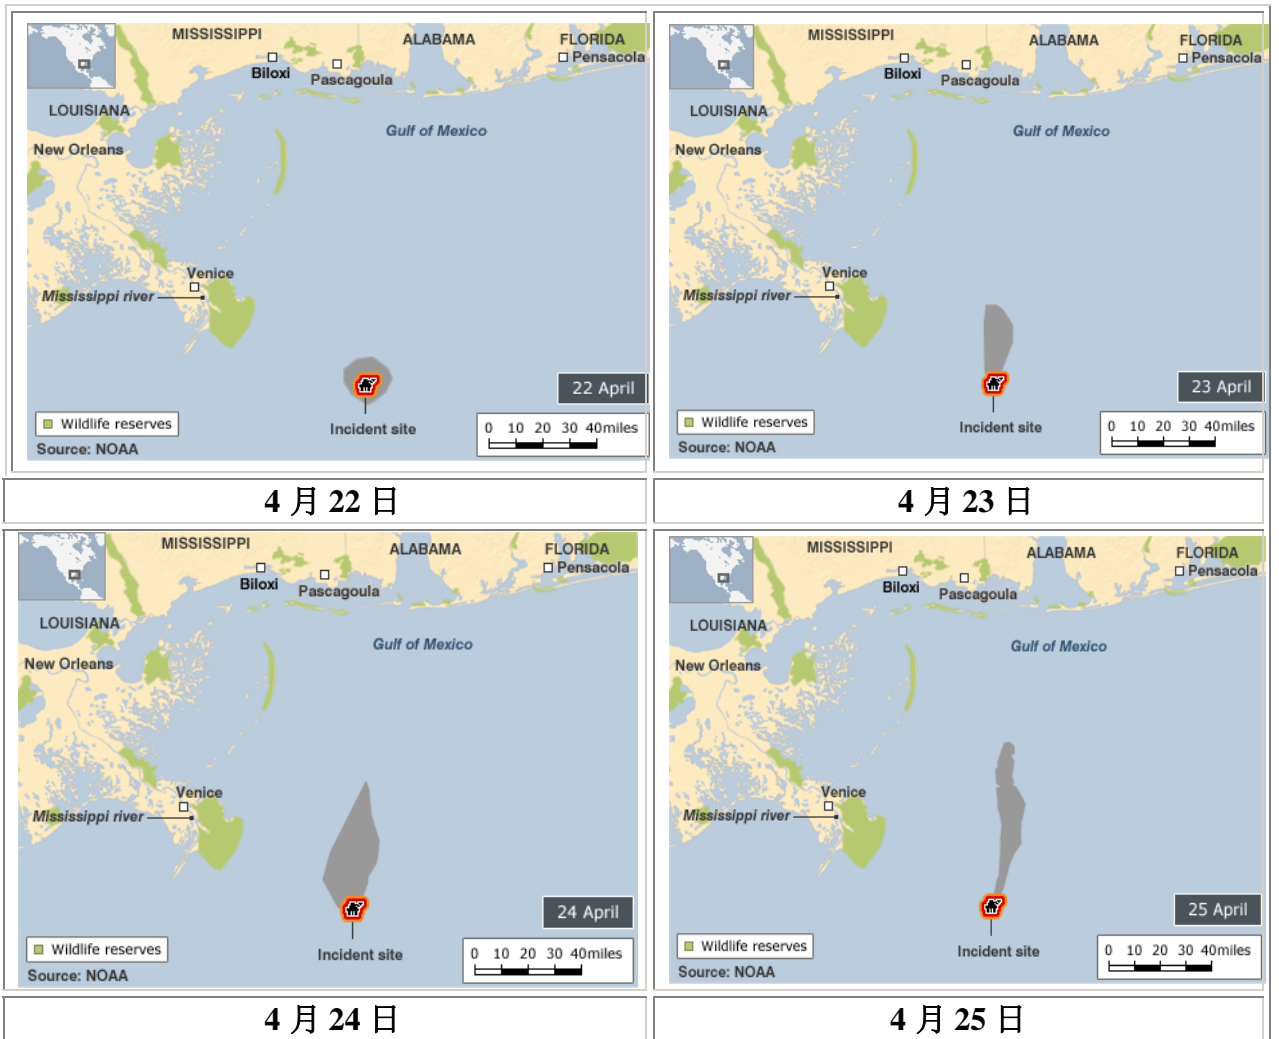 MISSISSIPPI
ALABAMA
FLORIDA
Pensacola
Biloxi
Pascagoula
LOUISIANA
Gulf of Mexico
New Orleans
Venice
Mississippi river
22 April
Wildlife reserves
Incident site
0 10 20 30 40miles
Source: NOAA
4 月 22 日
MISSISSIPPI
ALABAMA
FLORIDA
Pensacola
Biloxi
Pascagoula
LOUISIANA
Gulf of Mexico
New Orleans
Venice
Mississippi river
23 April
Wildlife reserves
Incident site
0 10 20 30 40miles
Source: NOAA
4 月 23 日
MISSISSIPPI
ALABAMA
FLORIDA
Pensacola
Biloxi
Pascagoula
LOUISIANA
Gulf of Mexico
New Orleans
Venice
Mississippi river
24 April
Wildlife reserves
Incident site
0 10 20 30 40miles
Source: NOAA
4 月 24 日
MISSISSIPPI
ALABAMA
FLORIDA
Pensacola
Biloxi
Pascagoula
LOUISIANA
Gulf of Mexico
New Orleans
Venice
Mississippi river
25 April
Wildlife reserves
Incident site
0 10 20 30 40miles
Source: NOAA
4 月 25 日